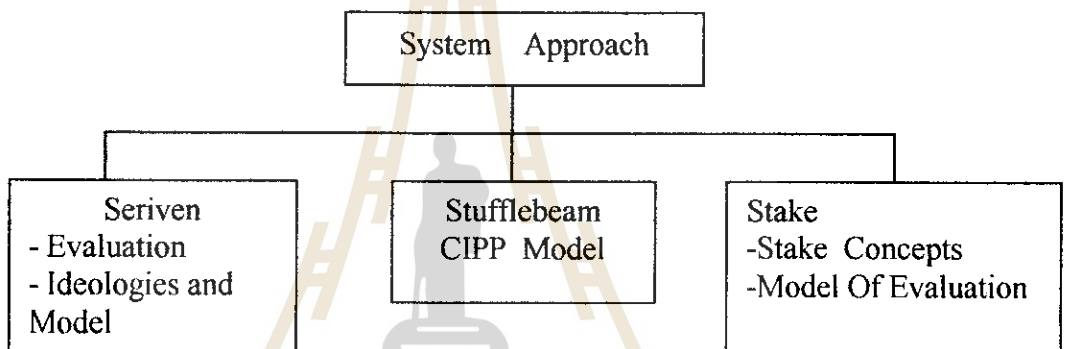 System Approach
Seriven
- Evaluation
- Ideologies and
Model
Stufflebeam
CIPP Model
Stake
-Stake Concepts
-Model Of Evaluation